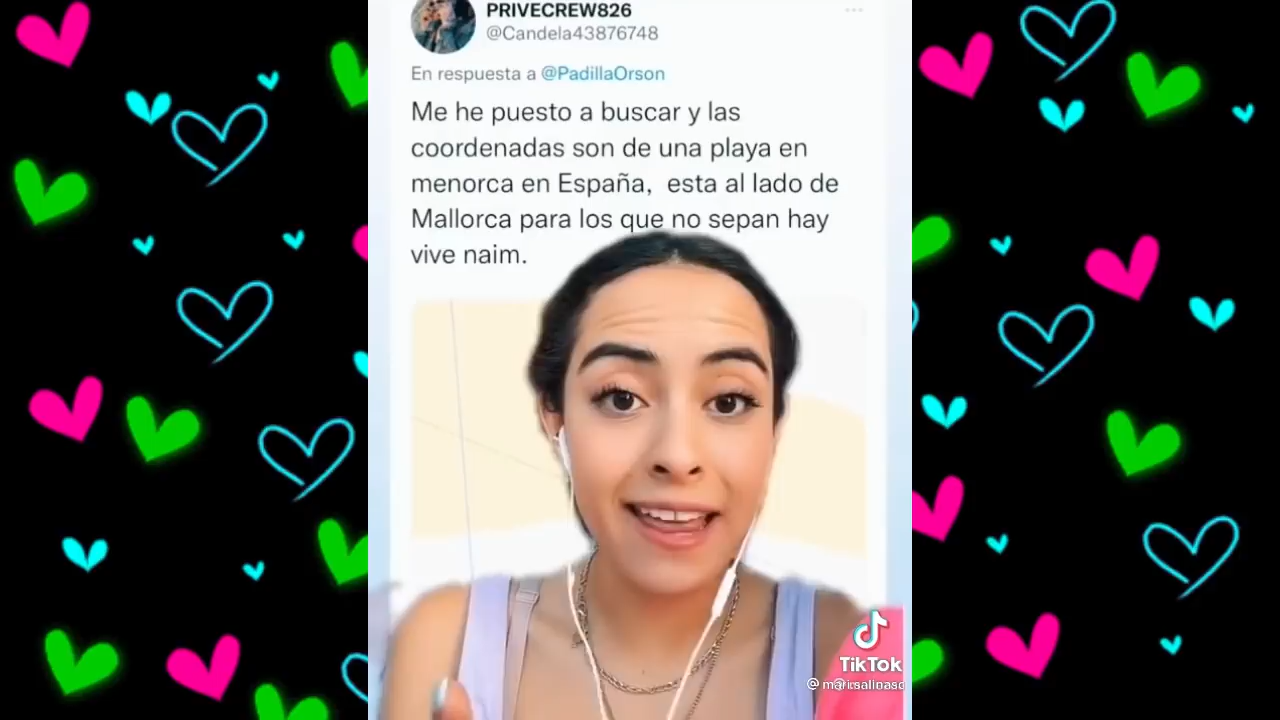 PRIVECREW826
@Candela43876748
En respuesta a @PadillaOrson
Me he puesto a buscar y las
coordenadas son de una playa en
menorca en España, esta al lado de
Mallorca para los que no sepan hay
vive naim.
TikTok